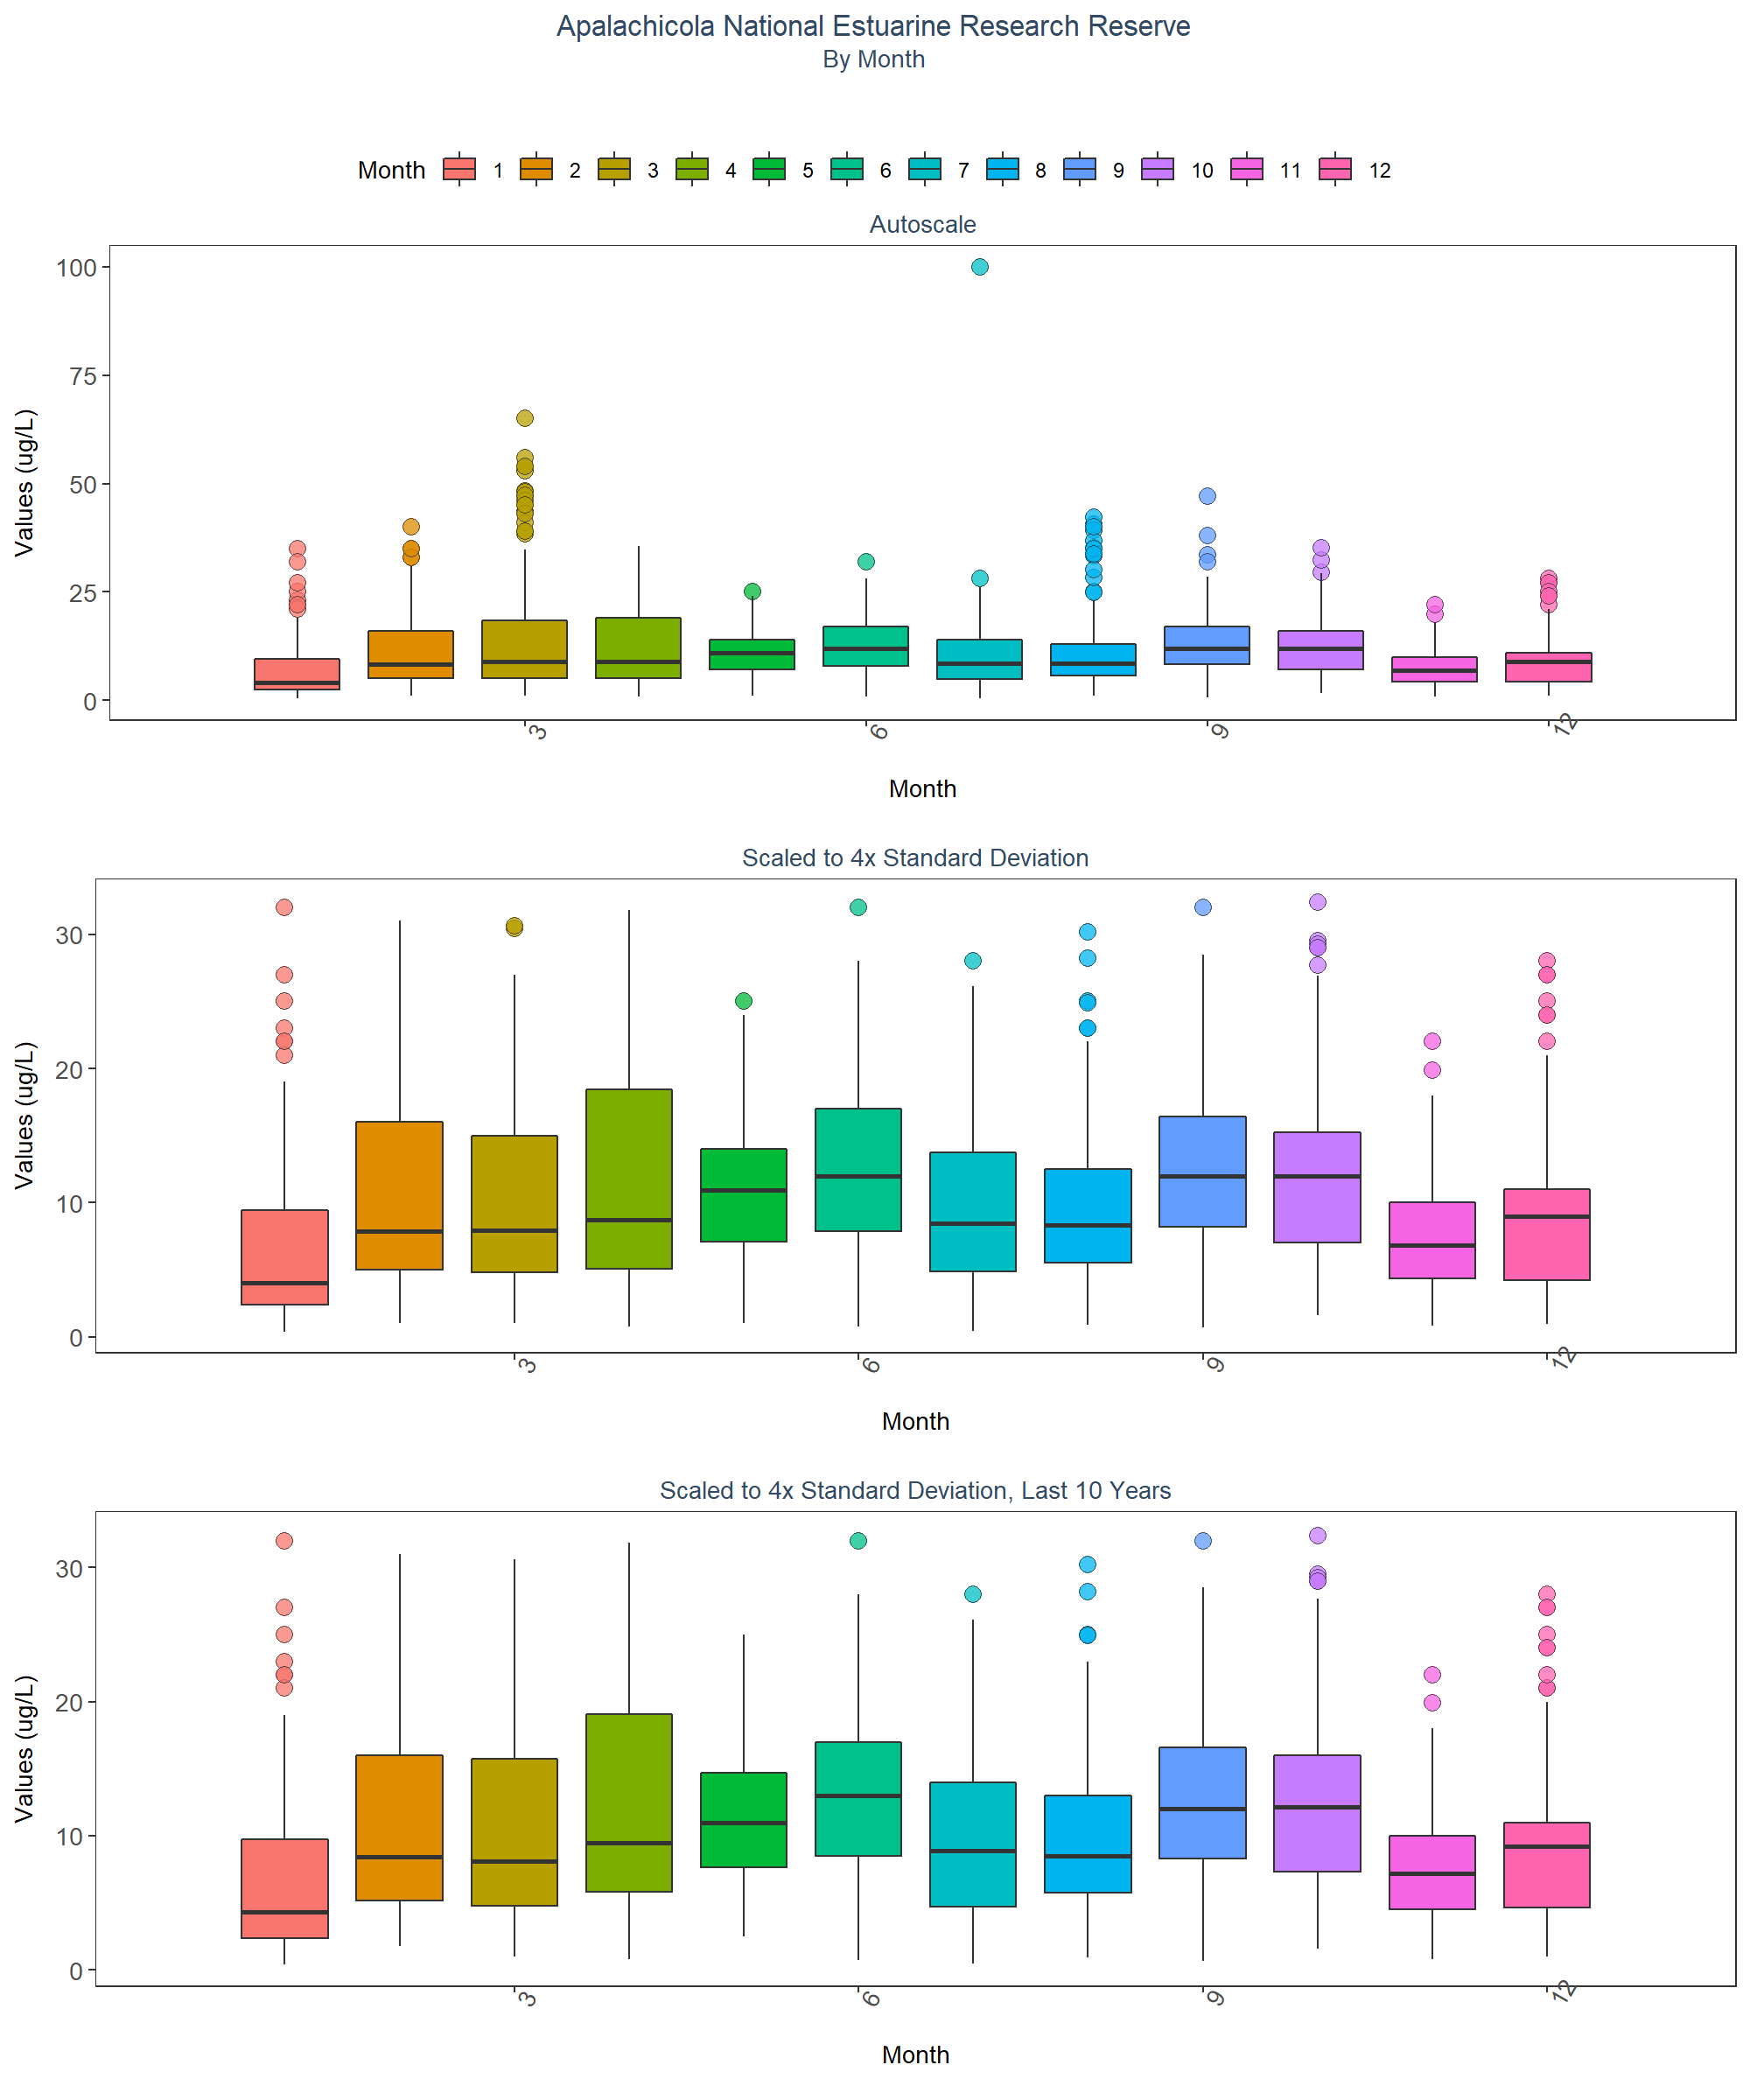 Apalachicola National Estuarine Research Reserve
By Month
Month 1 2 3 4 5 6 7 8 9 10 11 12
Autoscale
Values (ug/L)
100
75
50
25
0
3 6 9 12
Month
Scaled to 4x Standard Deviation
Values (ug/L)
30
20
10
0
3 6 9 12
Month
Scaled to 4x Standard Deviation, Last 10 Years
Values (ug/L)
30
20
10
0
3 6 9 12
Month